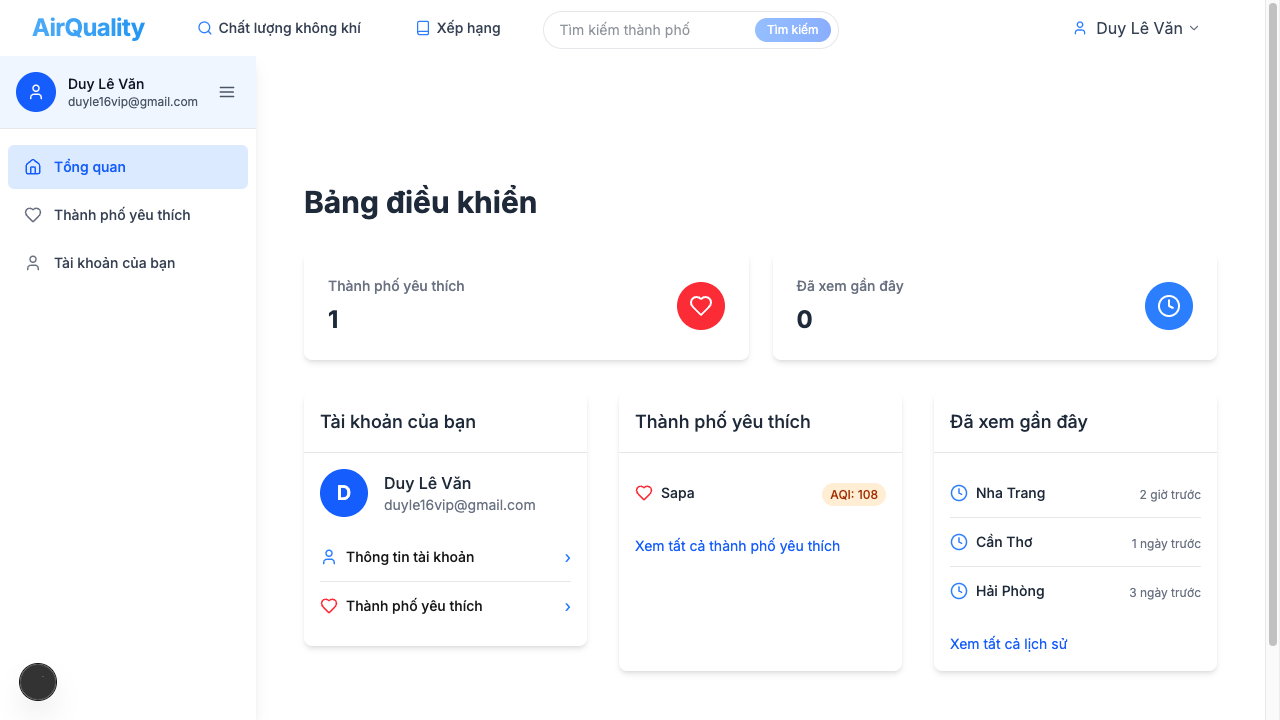 AirQuality
Chất lượng không khí
Xếp hạng
Tìm kiếm thành phố
Tìm kiếm
Duy Lê Văn
Duy Lê Văn
duyle16vip@gmail.com
Tổng quan
Thành phố yêu thích
Tài khoản của bạn
Bảng điều khiển
Thành phố yêu thích
1
Đã xem gần đây
0
Tài khoản của bạn
D
Duy Lê Văn
duyle16vip@gmail.com
Thông tin tài khoản
Thành phố yêu thích
Thành phố yêu thích
Sapa
AQI: 108
Xem tất cả thành phố yêu thích
Đã xem gần đây
Nha Trang
2 giờ trước
Cần Thơ
1 ngày trước
Hải Phòng
3 ngày trước
Xem tất cả lịch sử